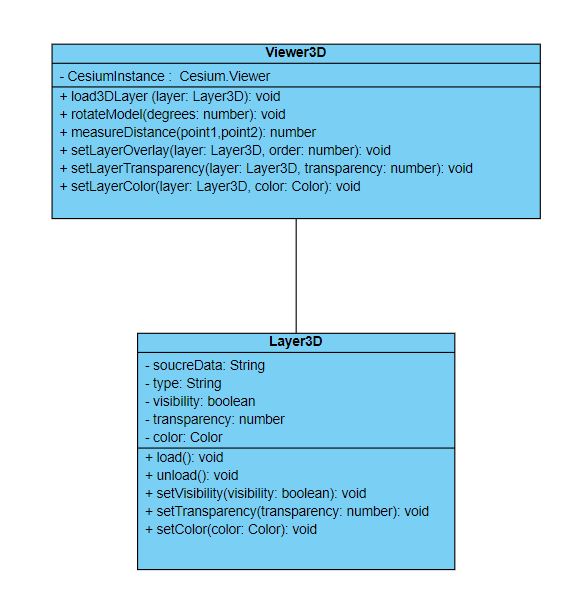 Viewer3D
- CesiumInstance : Cesium.Viewer
+ load3DLayer (layer: Layer3D): void
+ rotateModel(degrees: number): void
+ measureDistance(point1,point2): number
+ setLayerOverlay(layer: Layer3D, order: number): void
+ setLayerTransparency(layer: Layer3D, transparency: number): void
+ setLayerColor(layer: Layer3D, color: Color): void
Layer3D
- soucreData: String
- type: String
- visibility: boolean
- transparency: number
- color: Color
+ load(): void
+ unload(): void
+ setVisibility(visibility: boolean): void
+ setTransparency(transparency: number): void
+ setColor(color: Color): void